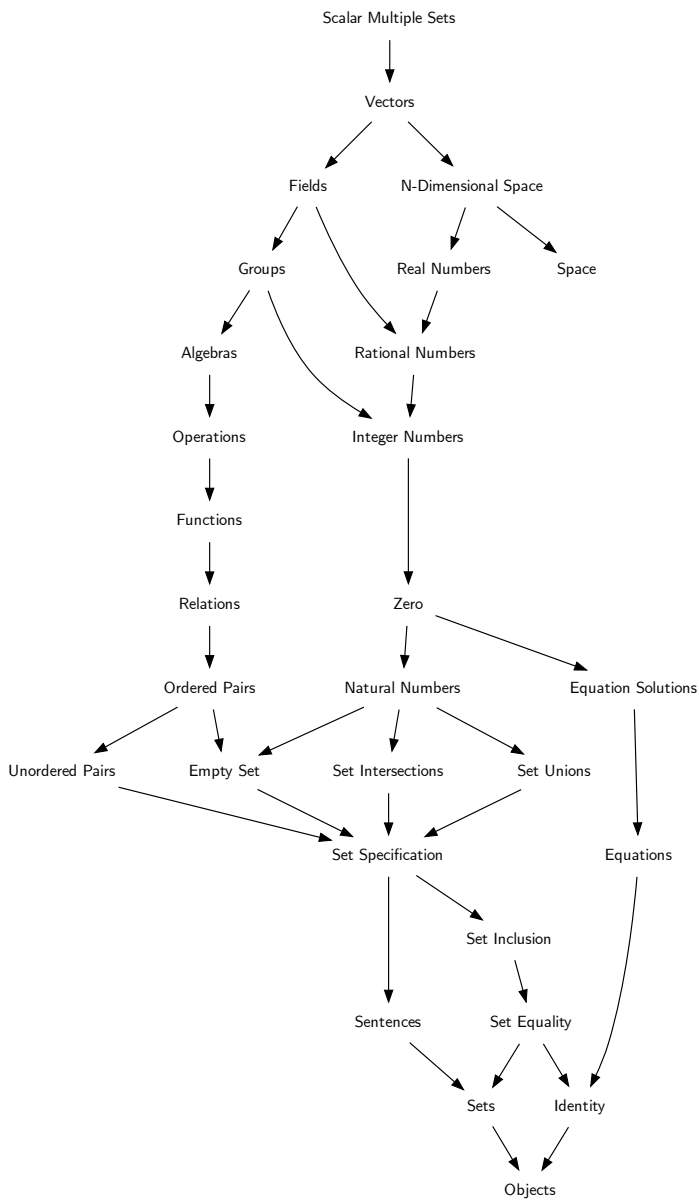 Scalar Multiple Sets
Vectors
Fields
N-Dimensional Space
Groups
Real Numbers
Space
Algebras
Rational Numbers
Operations
Integer Numbers
Functions
Relations
Zero
Ordered Pairs
Natural Numbers
Equation Solutions
Unordered Pairs
Empty Set
Set Intersections
Set Unions
Set Specification
Equations
Set Inclusion
Sentences
Set Equality
Sets
Identity
Objects